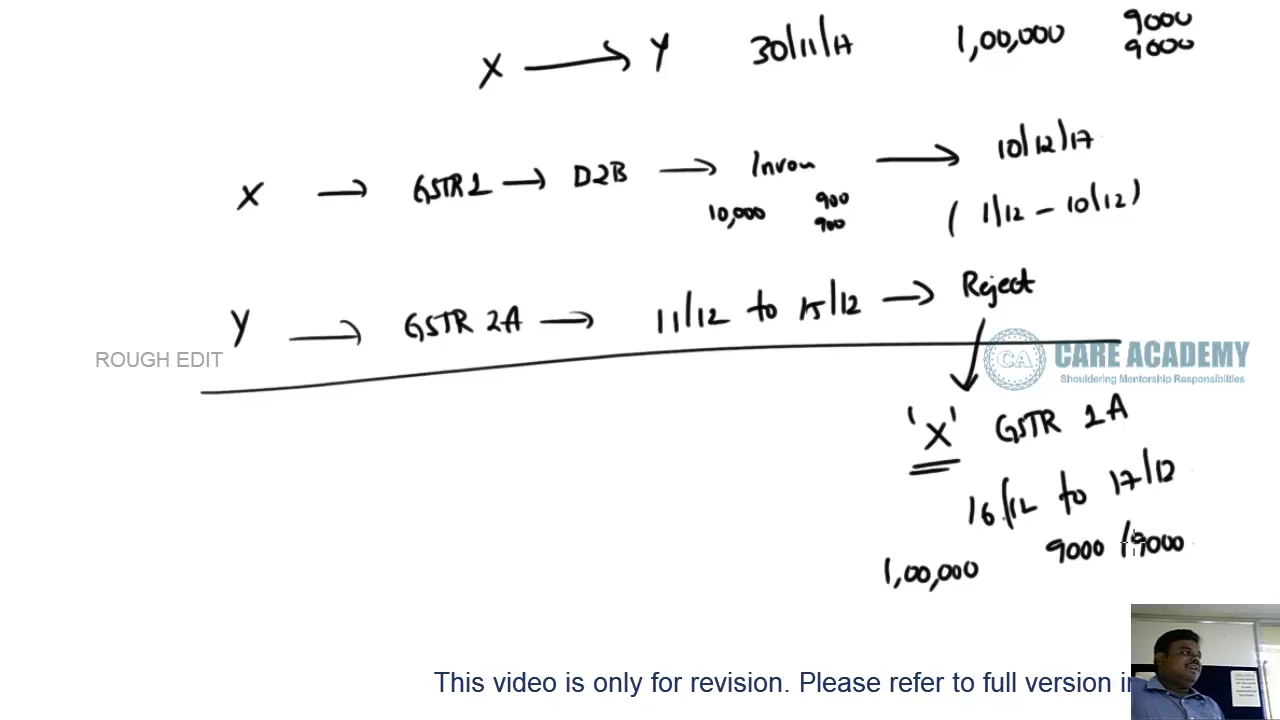 X → Y 30/11/17 1,00,000 9000
9000
X → GSTR 1 → D2B → Invou → 10/12/17
10,000 900
900
( 1/12 - 10/12 )
Y → GSTR 2A → 11/12 to 15/12 → Reject
ROUGH EDIT
CA
CARE ACADEMY
Shouldering Mentorship Responsibilities
'X' GSTR 1A
16/12 to 17/12
1,00,000 9000 / 9000
This video is only for revision. Please refer to full version in